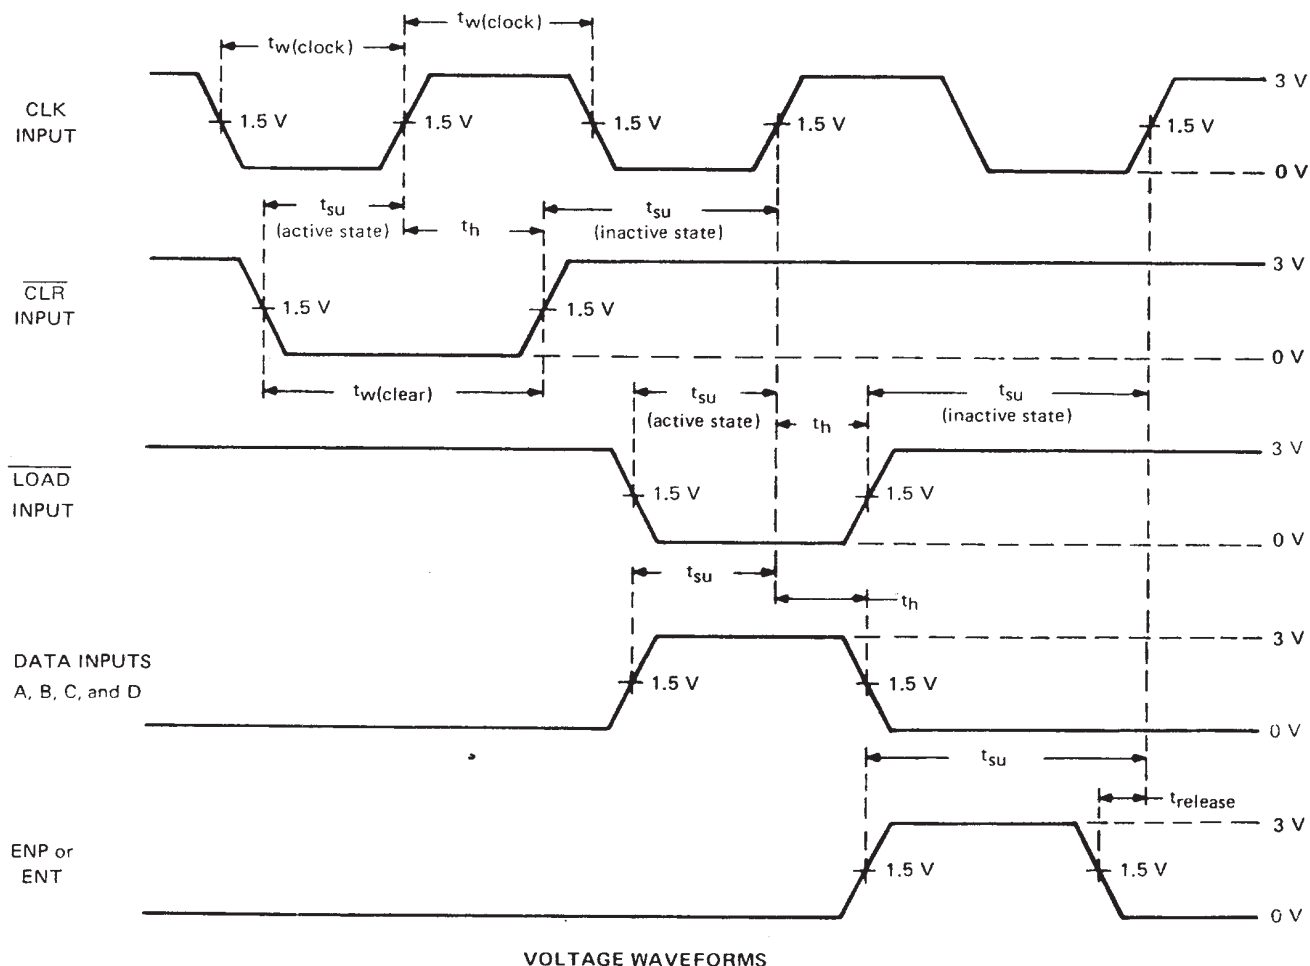 tw(clock)
tw(clock)
3 V
CLK
INPUT
1.5 V
1.5 V
1.5 V
1.5 V
1.5 V
0 V
tsu
(active state)
th
tsu
(inactive state)
3 V
CLR
INPUT
1.5 V
1.5 V
0 V
tw(clear)
tsu
(active state)
th
tsu
(inactive state)
3 V
LOAD
INPUT
1.5 V
1.5 V
0 V
tsu
th
3 V
DATA INPUTS
A, B, C, and D
1.5 V
1.5 V
0 V
tsu
trelease
3 V
ENP or
ENT
1.5 V
1.5 V
0 V
VOLTAGE WAVEFORMS